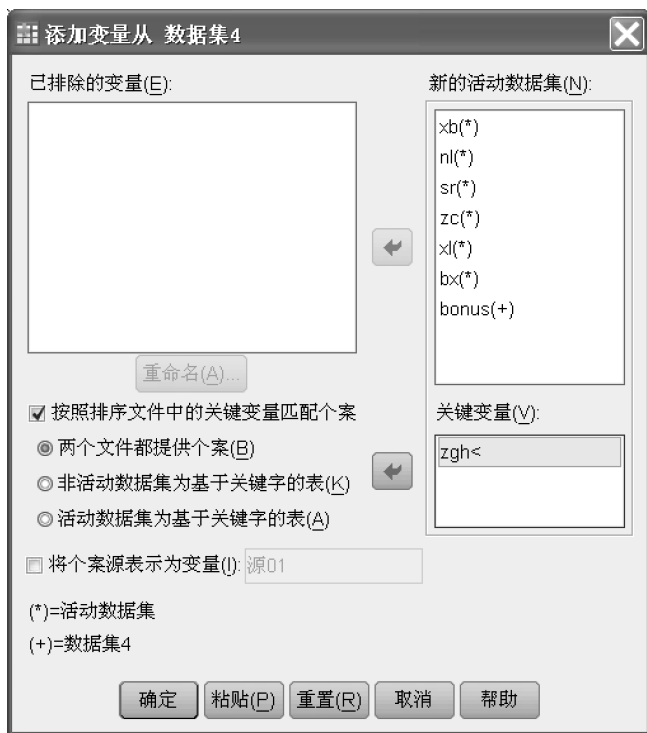 添加变量从 数据集4
已排除的变量(E):
新的活动数据集(N):
xb(*)
nl(*)
sr(*)
zc(*)
xl(*)
bx(*)
bonus(+)
重命名(A)...
按照排序文件中的关键变量匹配个案
两个文件都提供个案(B)
非活动数据集为基于关键字的表(K)
活动数据集为基于关键字的表(A)
关键变量(V):
zgh<
将个案源表示为变量(I): 源01
(*)=活动数据集
(+)=数据集4
确定 粘贴(P) 重置(R) 取消 帮助